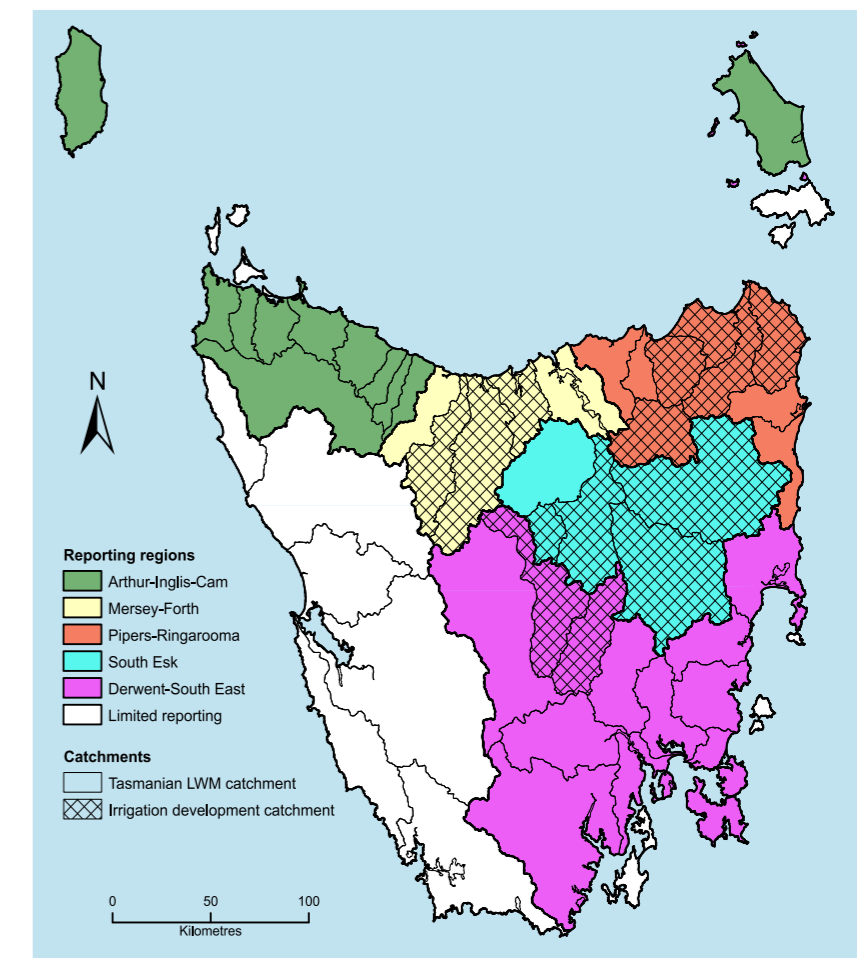 N
Reporting regions
Arthur-Inglis-Cam
Mersey-Forth
Pipers-Ringarooma
South Esk
Derwent-South East
Limited reporting
Catchments
Tasmanian LWM catchment
Irrigation development catchment
0 50 100
Kilometres